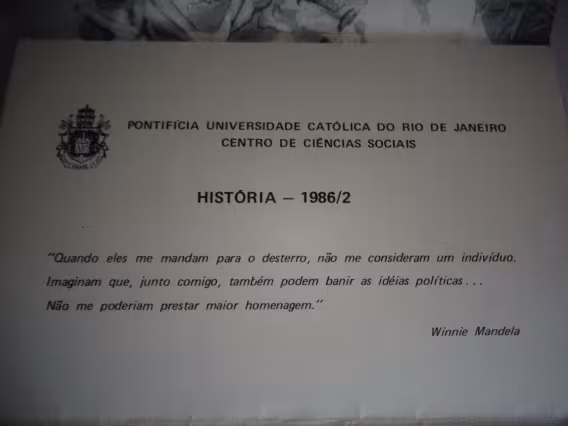 PONTIFÍCIA UNIVERSIDADE CATÓLICA DO RIO DE JANEIRO
CENTRO DE CIÊNCIAS SOCIAIS
HISTÓRIA — 1986/2
"Quando eles me mandam para o desterro, não me consideram um indivíduo.
Imaginam que, junto comigo, também podem banir as idéias políticas...
Não me poderiam prestar maior homenagem."
Winnie Mandela